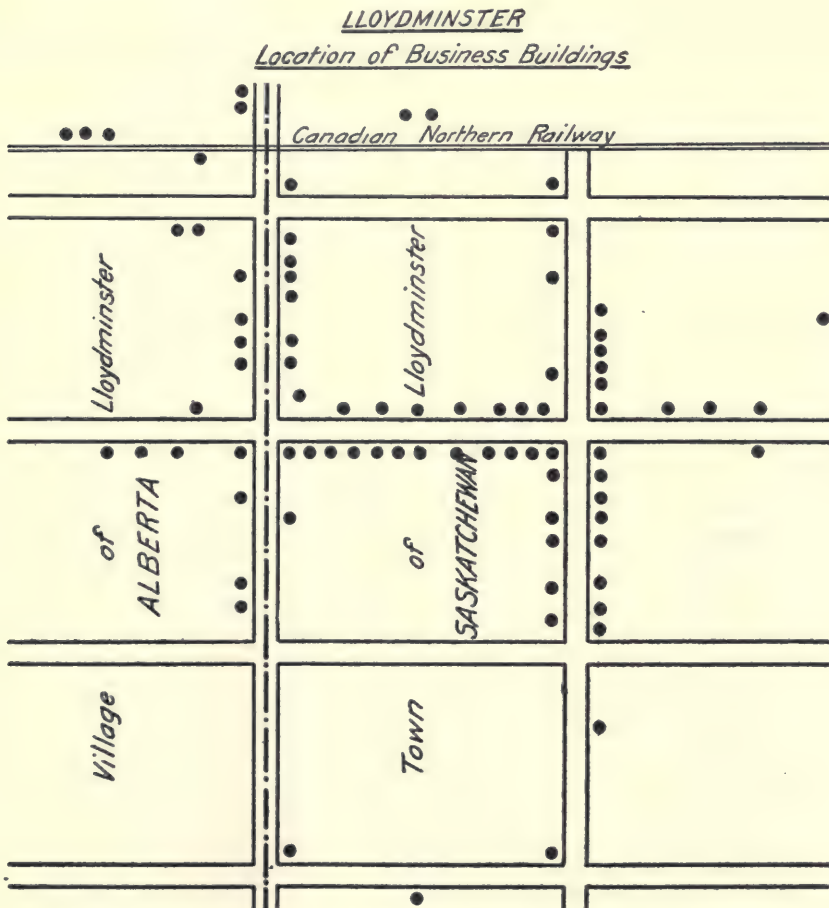 LLOYDMINSTER
Location of Business Buildings
Canadian Northern Railway
Village of Lloydminster
ALBERTA
Town of Lloydminster
SASKATCHEWAN